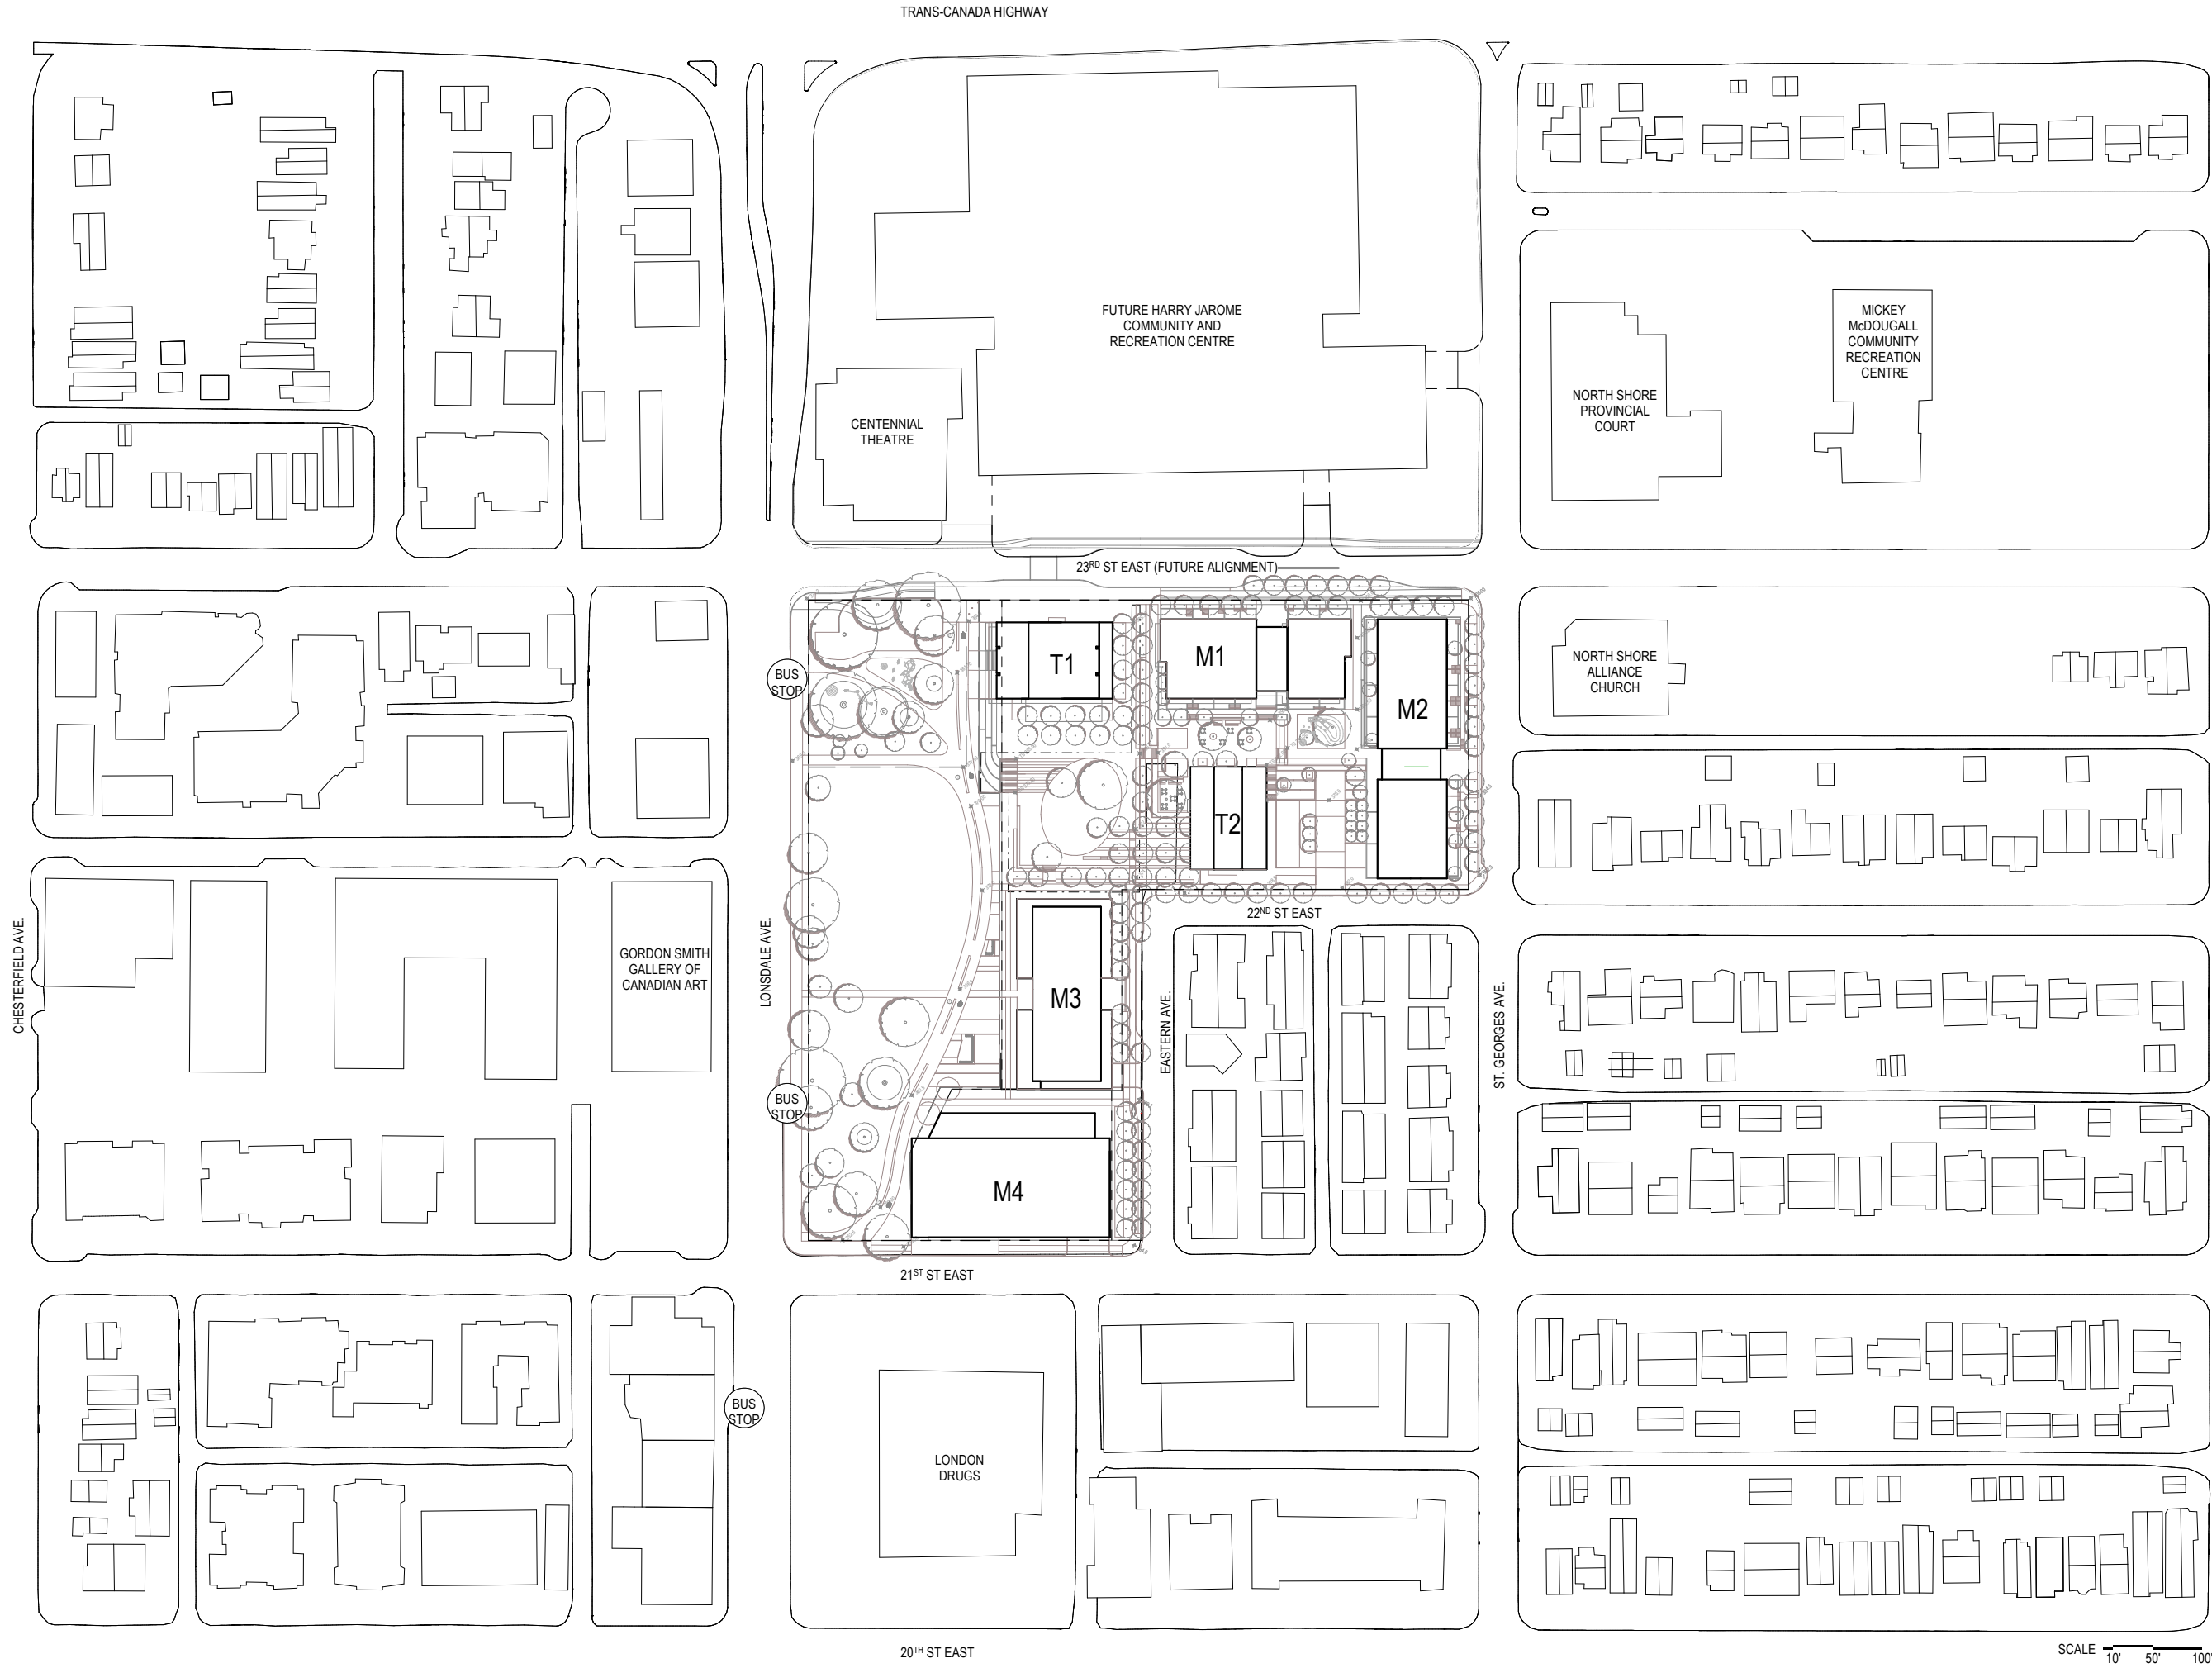 TRANS-CANADA HIGHWAY
FUTURE HARRY JAROME
COMMUNITY AND
RECREATION CENTRE
MICKEY
McDOUGALL
COMMUNITY
RECREATION
CENTRE
NORTH SHORE
PROVINCIAL
COURT
CENTENNIAL
THEATRE
23RD ST EAST (FUTURE ALIGNMENT)
BUS
STOP
T1
M1
M2
NORTH SHORE
ALLIANCE
CHURCH
T2
22ND ST EAST
CHESTERFIELD AVE.
GORDON SMITH
GALLERY OF
CANADIAN ART
LONSDALE AVE.
M3
EASTERN AVE.
ST. GEORGES AVE.
BUS
STOP
M4
21ST ST EAST
BUS
STOP
LONDON
DRUGS
20TH ST EAST
SCALE
10' 50' 100'